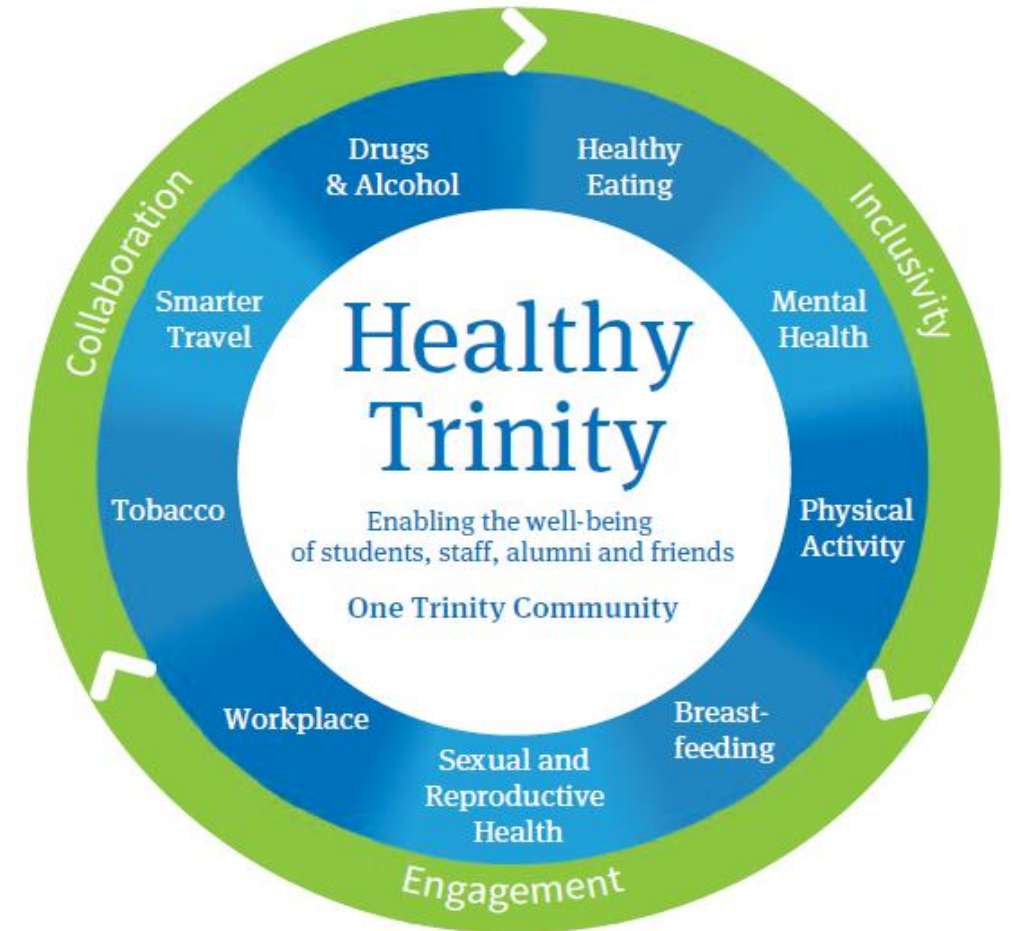 Healthy
Trinity
Enabling the well-being
of students, staff, alumni and friends
One Trinity Community
Healthy
Eating
Mental
Health
Physical
Activity
Breast-
feeding
Sexual and
Reproductive
Health
Workplace
Tobacco
Smarter
Travel
Drugs
& Alcohol
Inclusivity
Engagement
Collaboration